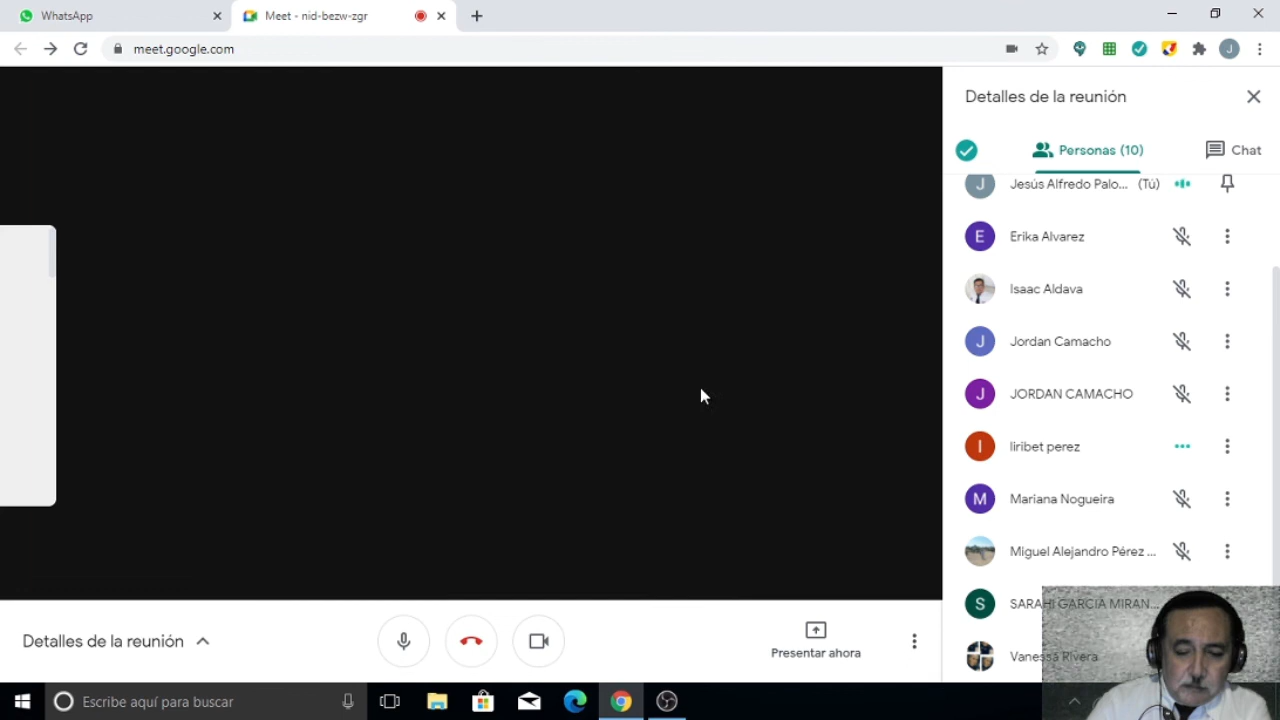 WhatsApp
Meet - nid-bezw-zgr
meet.google.com
J
Detalles de la reunión
Personas (10)
Chat
J Jesús Alfredo Palo... (Tú)
E Erika Alvarez
Isaac Aldava
J Jordan Camacho
J JORDAN CAMACHO
l liribet perez
M Mariana Nogueira
Miguel Alejandro Pérez ...
S SARAHI GARCIA MIRAN...
Vanessa Rivera
Detalles de la reunión
Presentar ahora
Escribe aquí para buscar